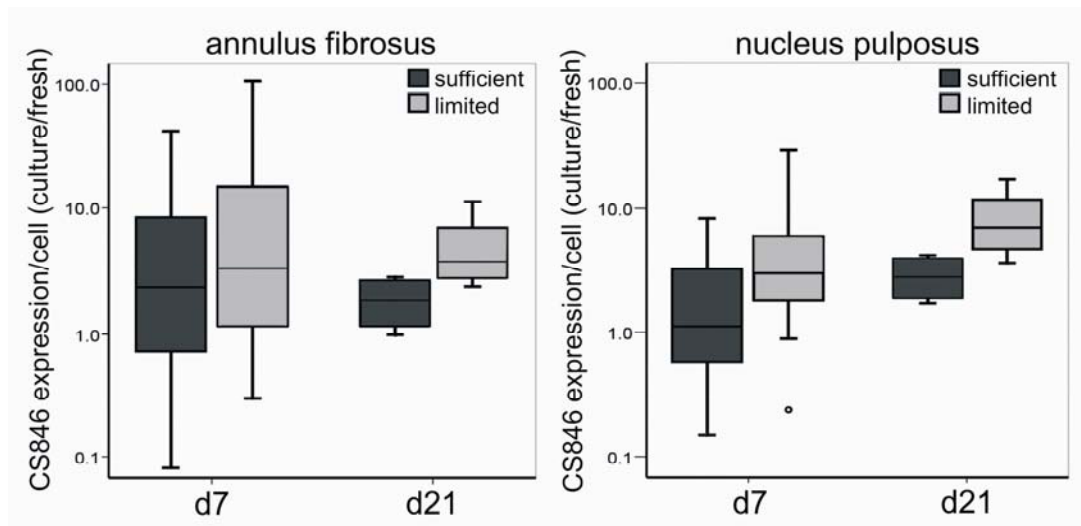 annulus fibrosus
CS846 expression/cell (culture/fresh)
100.0
10.0
1.0
0.1
sufficient
limited
d7
d21
nucleus pulposus
CS846 expression/cell (culture/fresh)
100.0
10.0
1.0
0.1
sufficient
limited
d7
d21